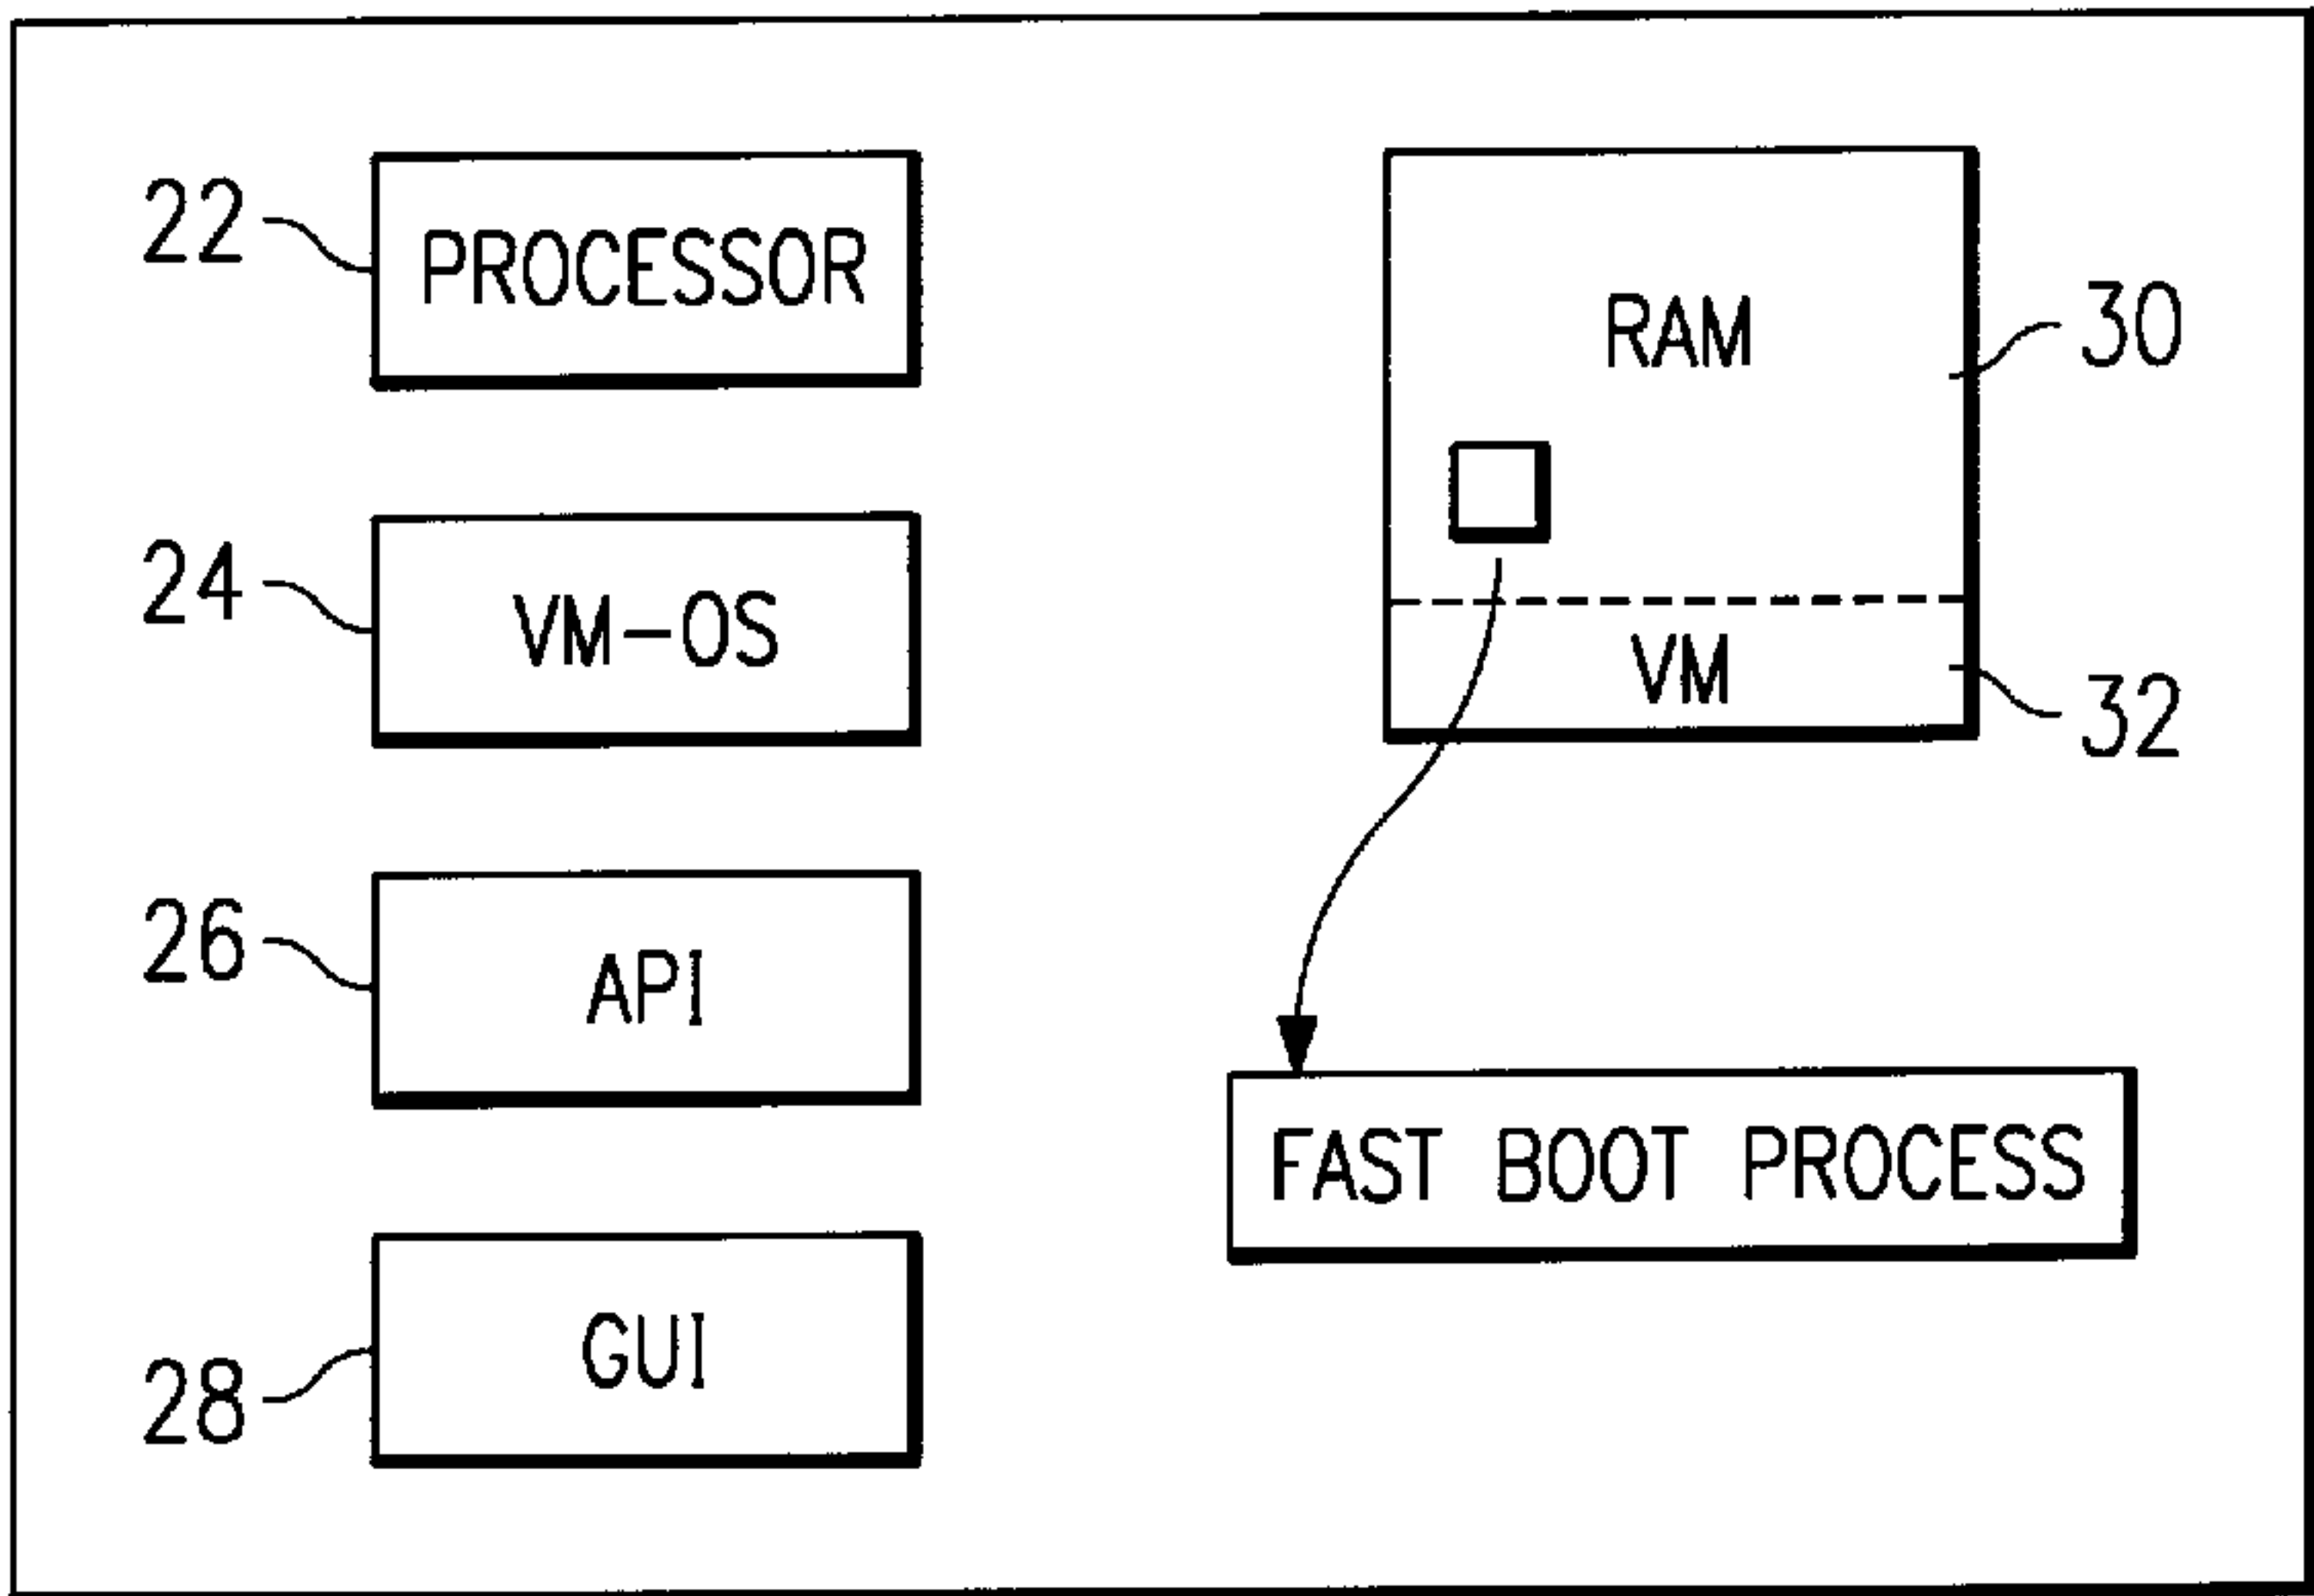 22
PROCESSOR
24
VM-OS
26
API
28
GUI
RAM
30
VM
32
FAST BOOT PROCESS